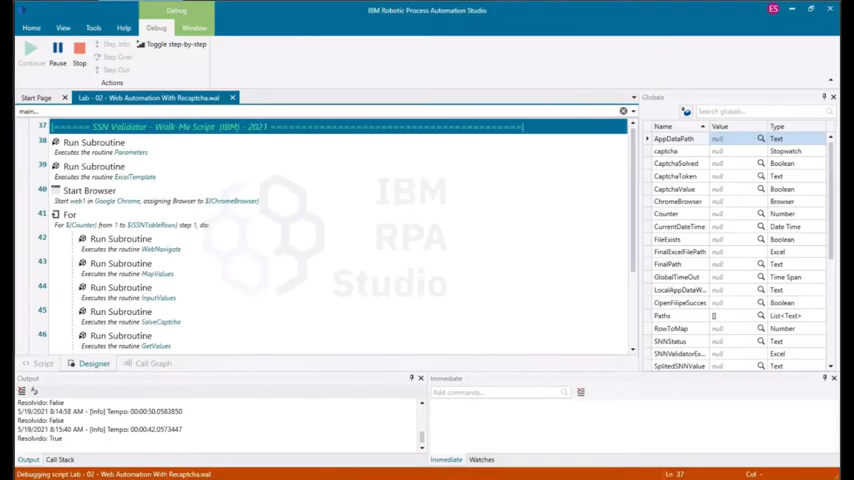 Debug
IBM Robotic Process Automation Studio
ES
Home View Tools Help Debug Window
Continue Pause Stop
Step Into
Step Over
Step Out
Toggle step-by-step
Actions
Start Page
Lab - 02 - Web Automation With Recaptcha.wal
main...
37 |====== SSN Validator - Walk-Me Script (IBM) - 2021 ==========================================|
38 Run Subroutine
Executes the routine Parameters
39 Run Subroutine
Executes the routine ExcelTemplate
40 Start Browser
Start web1 in Google Chrome, assigning Browser to $(ChromeBrowser)
41 For
For $(Counter) from 1 to $(SSNTableRows) step 1, do:
42 Run Subroutine
Executes the routine WebNavigate
43 Run Subroutine
Executes the routine MapValues
44 Run Subroutine
Executes the routine InputValues
45 Run Subroutine
Executes the routine SolveCaptcha
46 Run Subroutine
Executes the routine GetValues
IBM
RPA
Studio
Script Designer Call Graph
Globals
Search globals...
Name Value Type
AppDataPath null Text
captcha null Stopwatch
CaptchaSolved null Boolean
CaptchaToken null Text
CaptchaValue null Boolean
ChromeBrowser null Browser
Counter null Number
CurrentDateTime null Date Time
FileExists null Boolean
FinalExcelFilePath null Excel
FinalPath null Text
GlobalTimeOut null Time Span
LocalAppDataW... null Text
OpenFilipeSucces null Boolean
Paths [] List<Text>
RowToMap null Number
SNNStatus null Text
SNNValidatorEx... null Excel
SplitedSNNValue null Text
Output
Resolvido: False
5/19/2021 8:14:58 AM - [Info] Tempo: 00:00:50.0583850
Resolvido: False
5/19/2021 8:15:40 AM - [Info] Tempo: 00:00:42.0573447
Resolvido: True
Output Call Stack
Immediate
Add commands...
Immediate Watches
Debugging script Lab - 02 - Web Automation With Recaptcha.wal
Ln 37
Col -